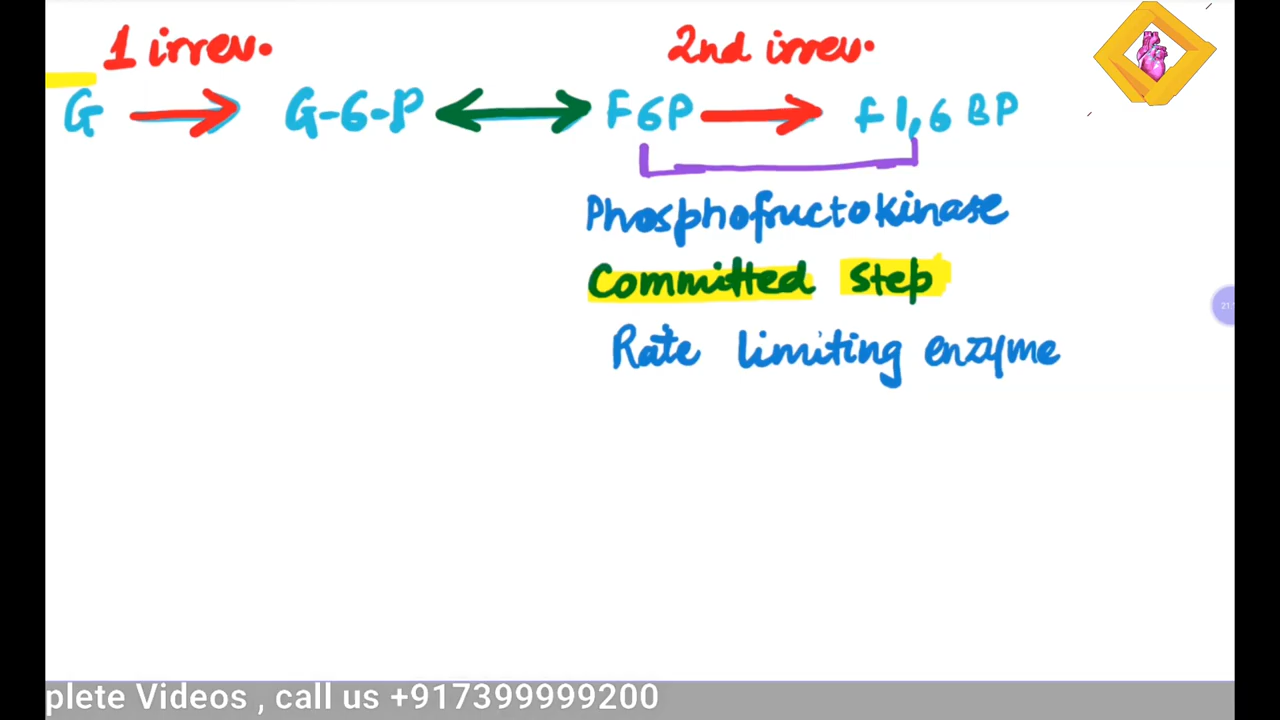 1 irrev. 2nd irrev.
G → G-6-P ↔ F6P → F1,6 BP
Phosphofructokinase
Committed Step
Rate limiting enzyme
21:
plete Videos , call us +917399999200